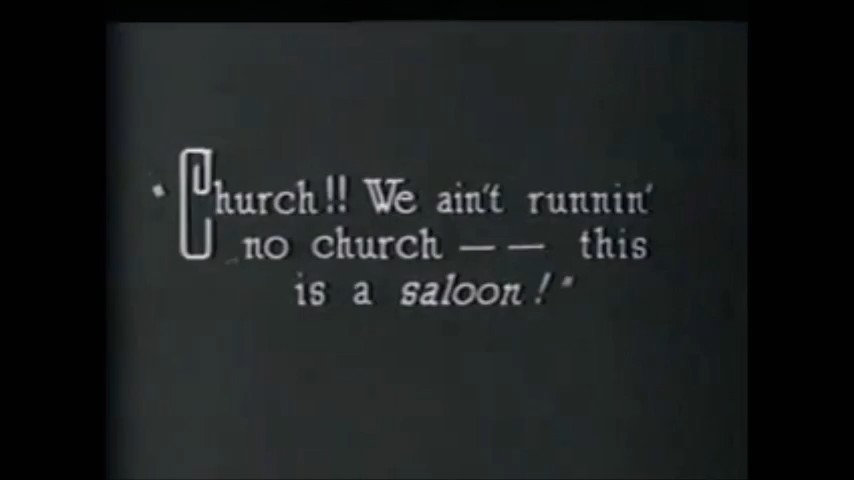 "Church!! We ain't runnin'
no church — — this
is a saloon!"